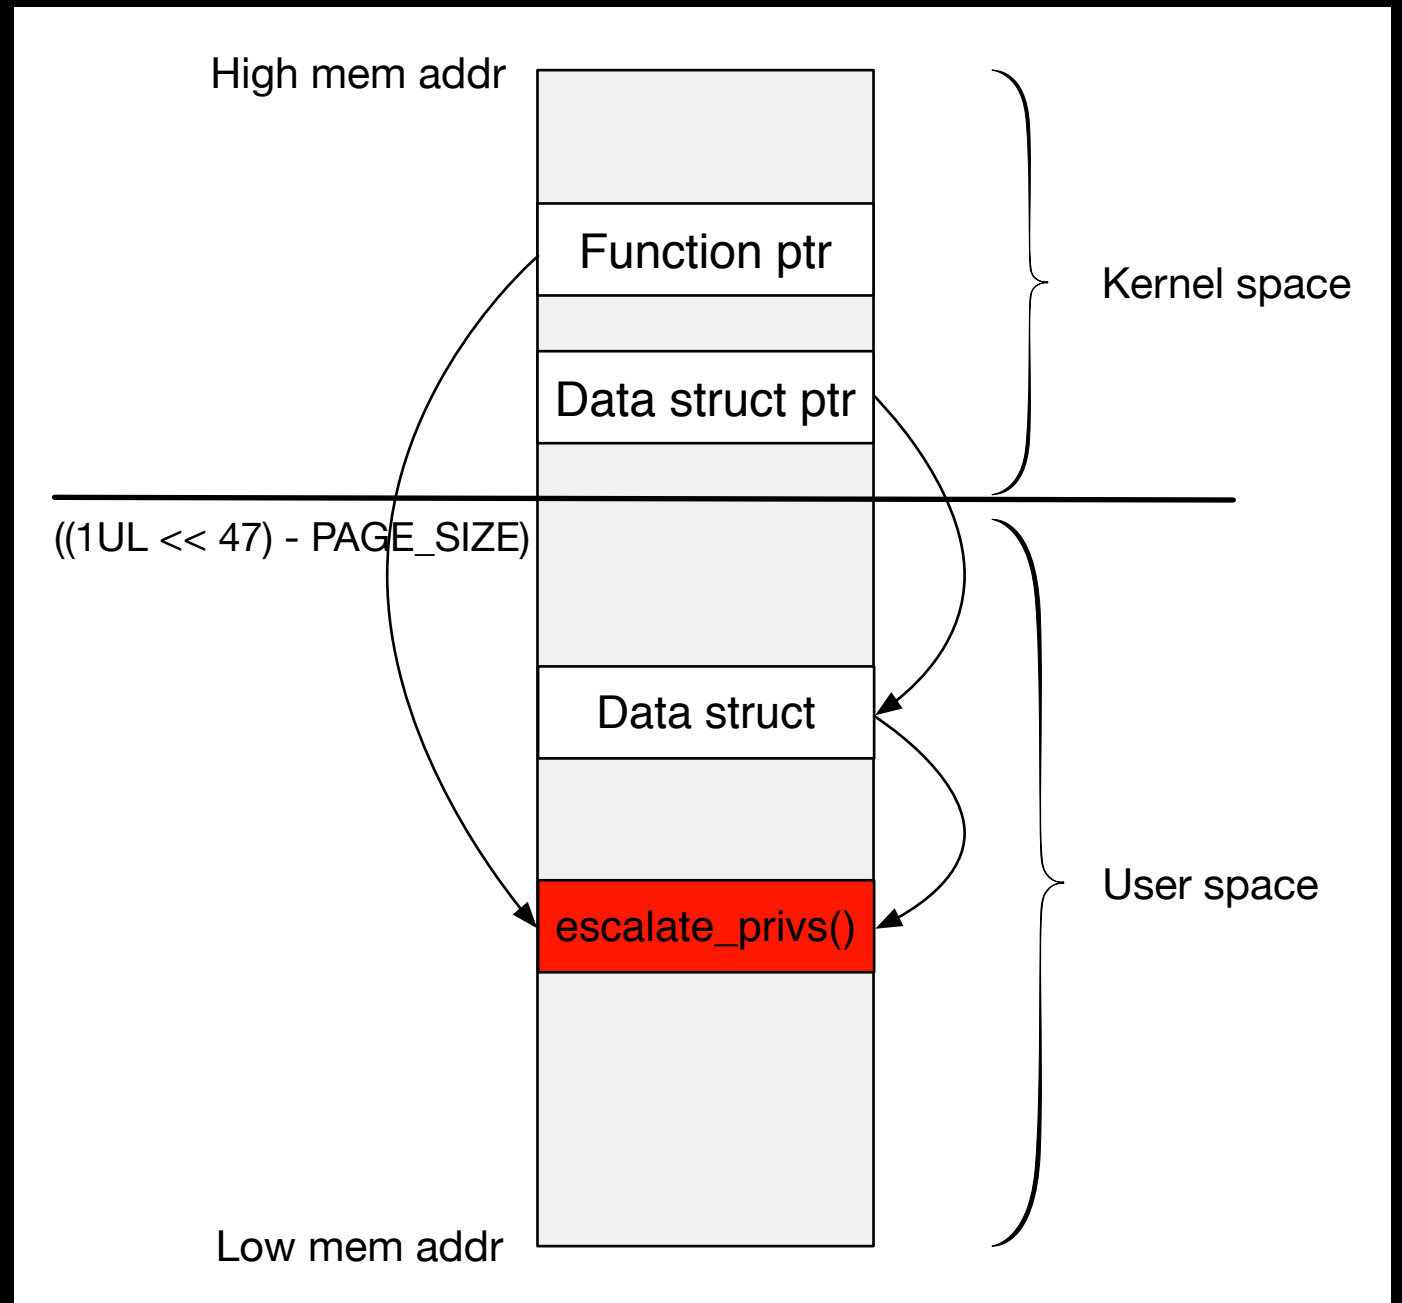 High mem addr
Function ptr
Kernel space
Data struct ptr
((1UL << 47) - PAGE_SIZE)
Data struct
User space
escalate_privs()
Low mem addr